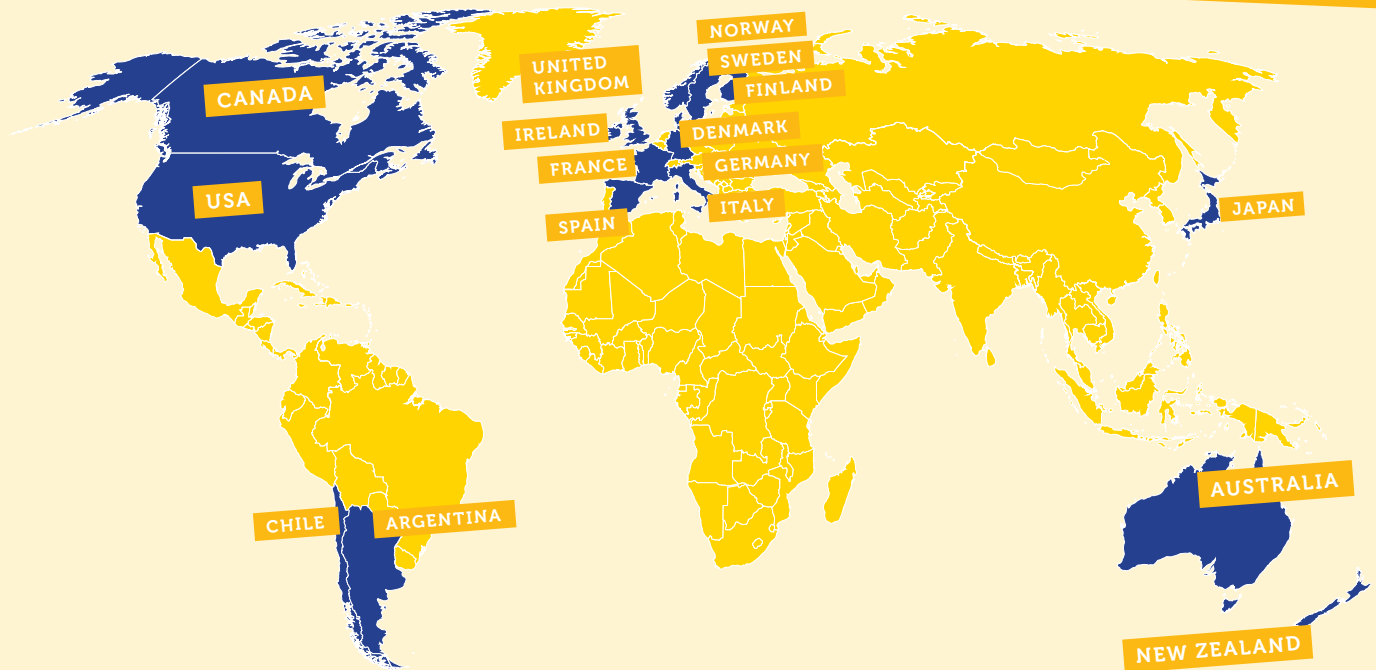 NORWAY
SWEDEN
UNITED
KINGDOM
FINLAND
CANADA
IRELAND
DENMARK
FRANCE
GERMANY
USA
SPAIN
ITALY
JAPAN
CHILE
ARGENTINA
AUSTRALIA
NEW ZEALAND